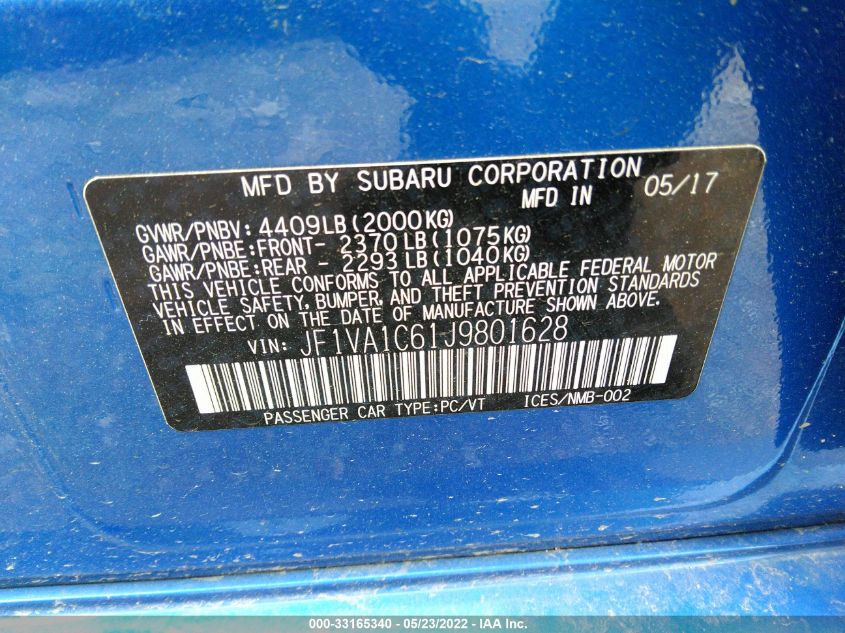 MFD BY SUBARU CORPORATION
MFD IN 05/17
GVWR/PNBV: 4409LB(2000KG)
GAWR/PNBE:FRONT- 2370LB(1075KG)
GAWR/PNBE:REAR - 2293LB(1040KG)
THIS VEHICLE CONFORMS TO ALL APPLICABLE FEDERAL MOTOR
VEHICLE SAFETY, BUMPER, AND THEFT PREVENTION STANDARDS
IN EFFECT ON THE DATE OF MANUFACTURE SHOWN ABOVE.
VIN: JF1VA1C61J9801628
PASSENGER CAR TYPE:PC/VT ICES/NMB-002
000-33165340 - 05/23/2022 - IAA Inc.